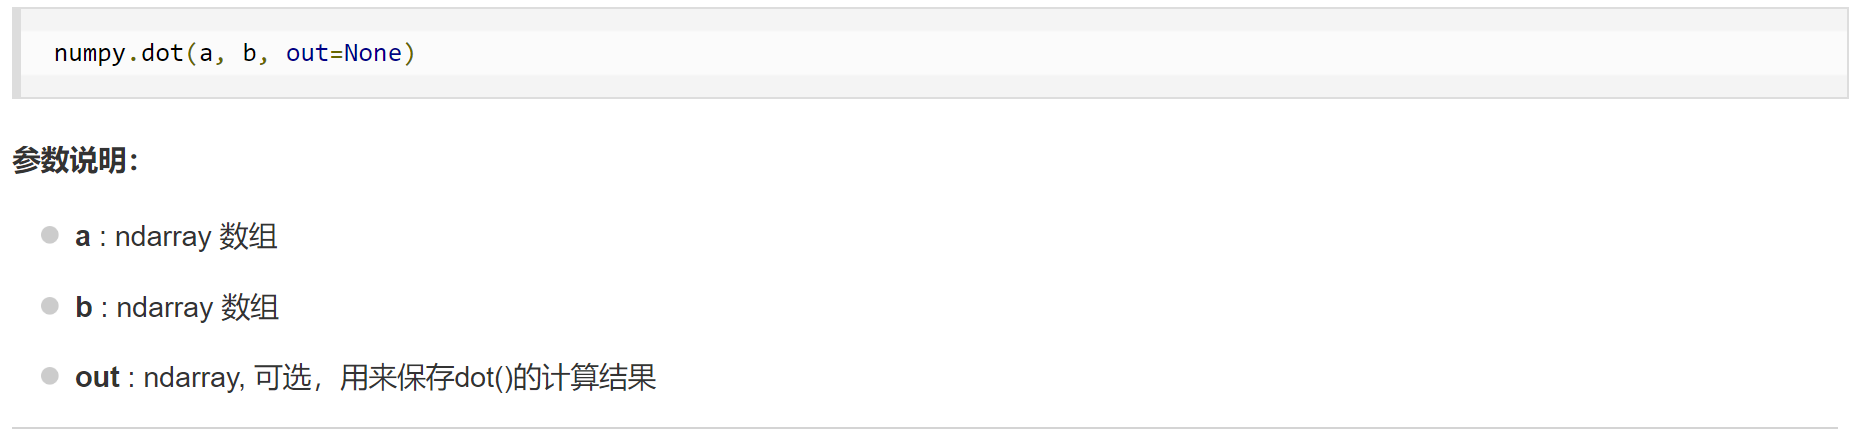 numpy.dot(a, b, out=None)
参数说明：
a : ndarray 数组
b : ndarray 数组
out : ndarray, 可选，用来保存dot()的计算结果